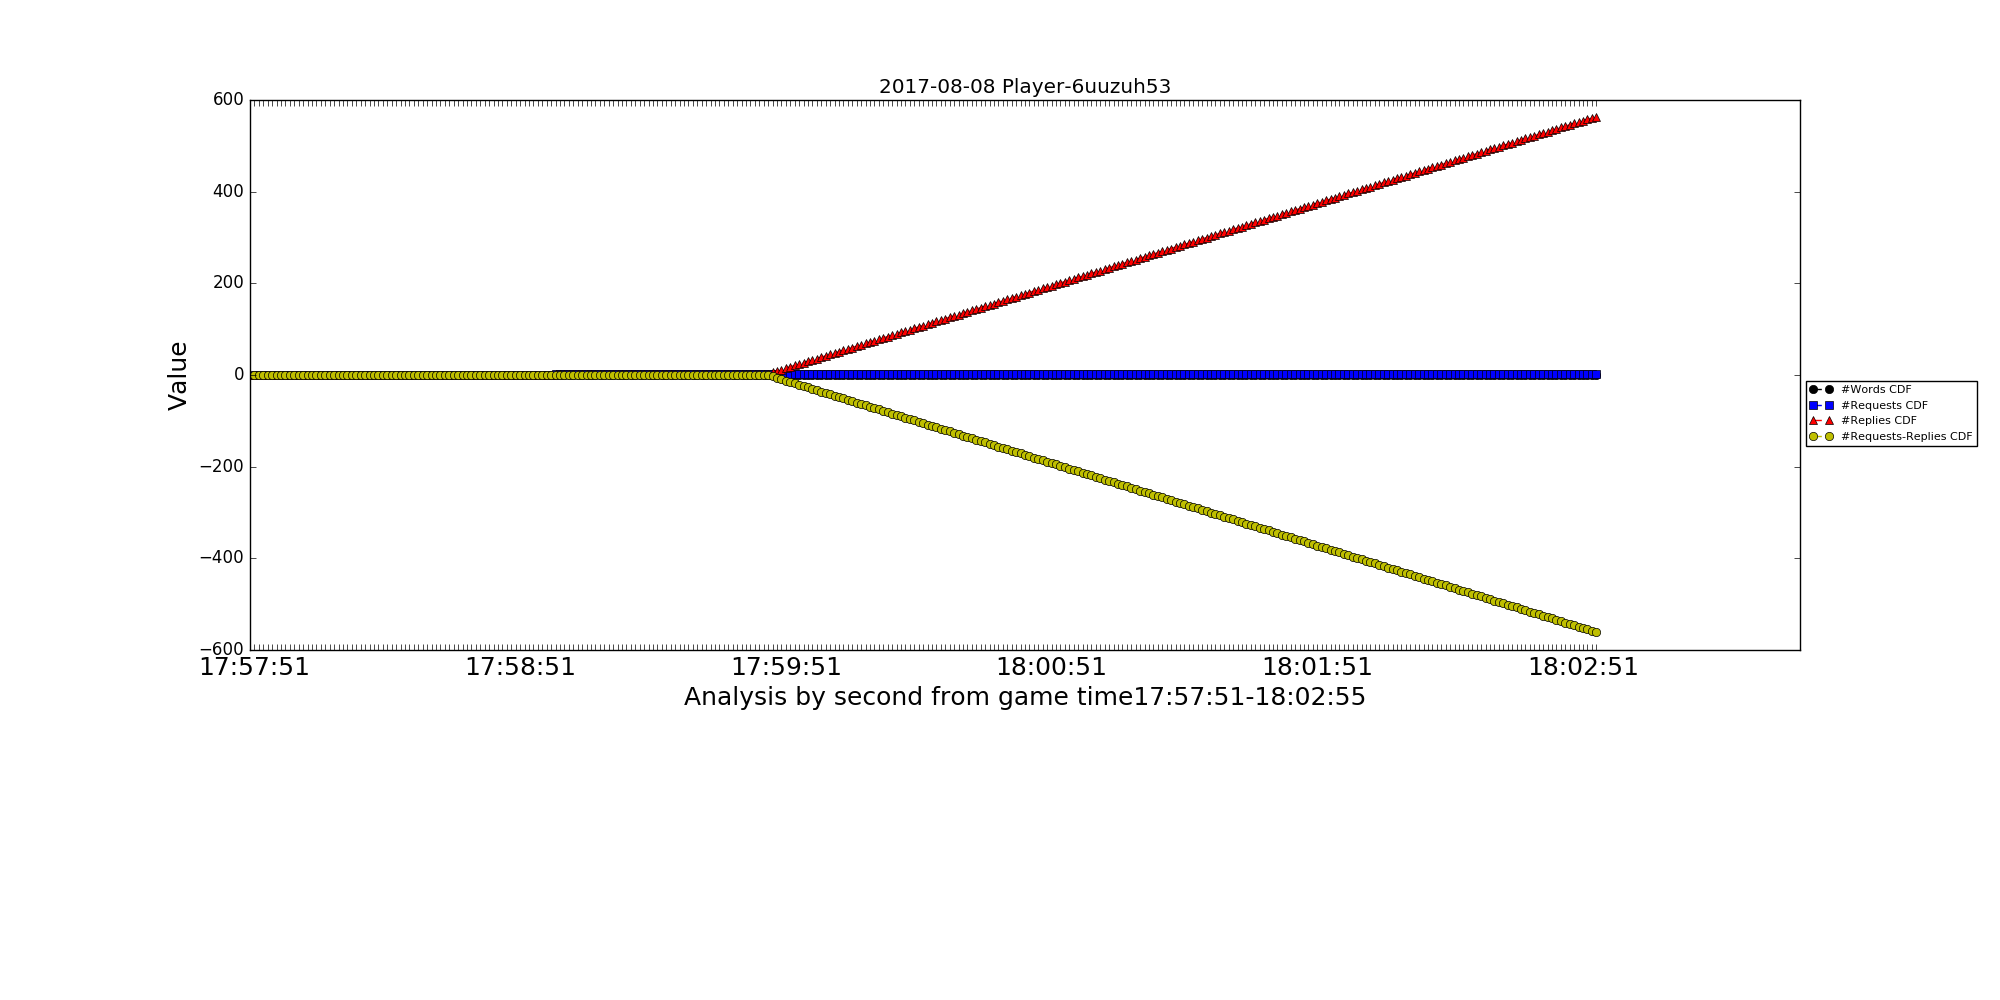 2017-08-08 Player-6uuzuh53
600
400
200
0
−200
−400
−600
Value
17:57:51 17:58:51 17:59:51 18:00:51 18:01:51 18:02:51
Analysis by second from game time17:57:51-18:02:55
#Words CDF
#Requests CDF
#Replies CDF
#Requests-Replies CDF